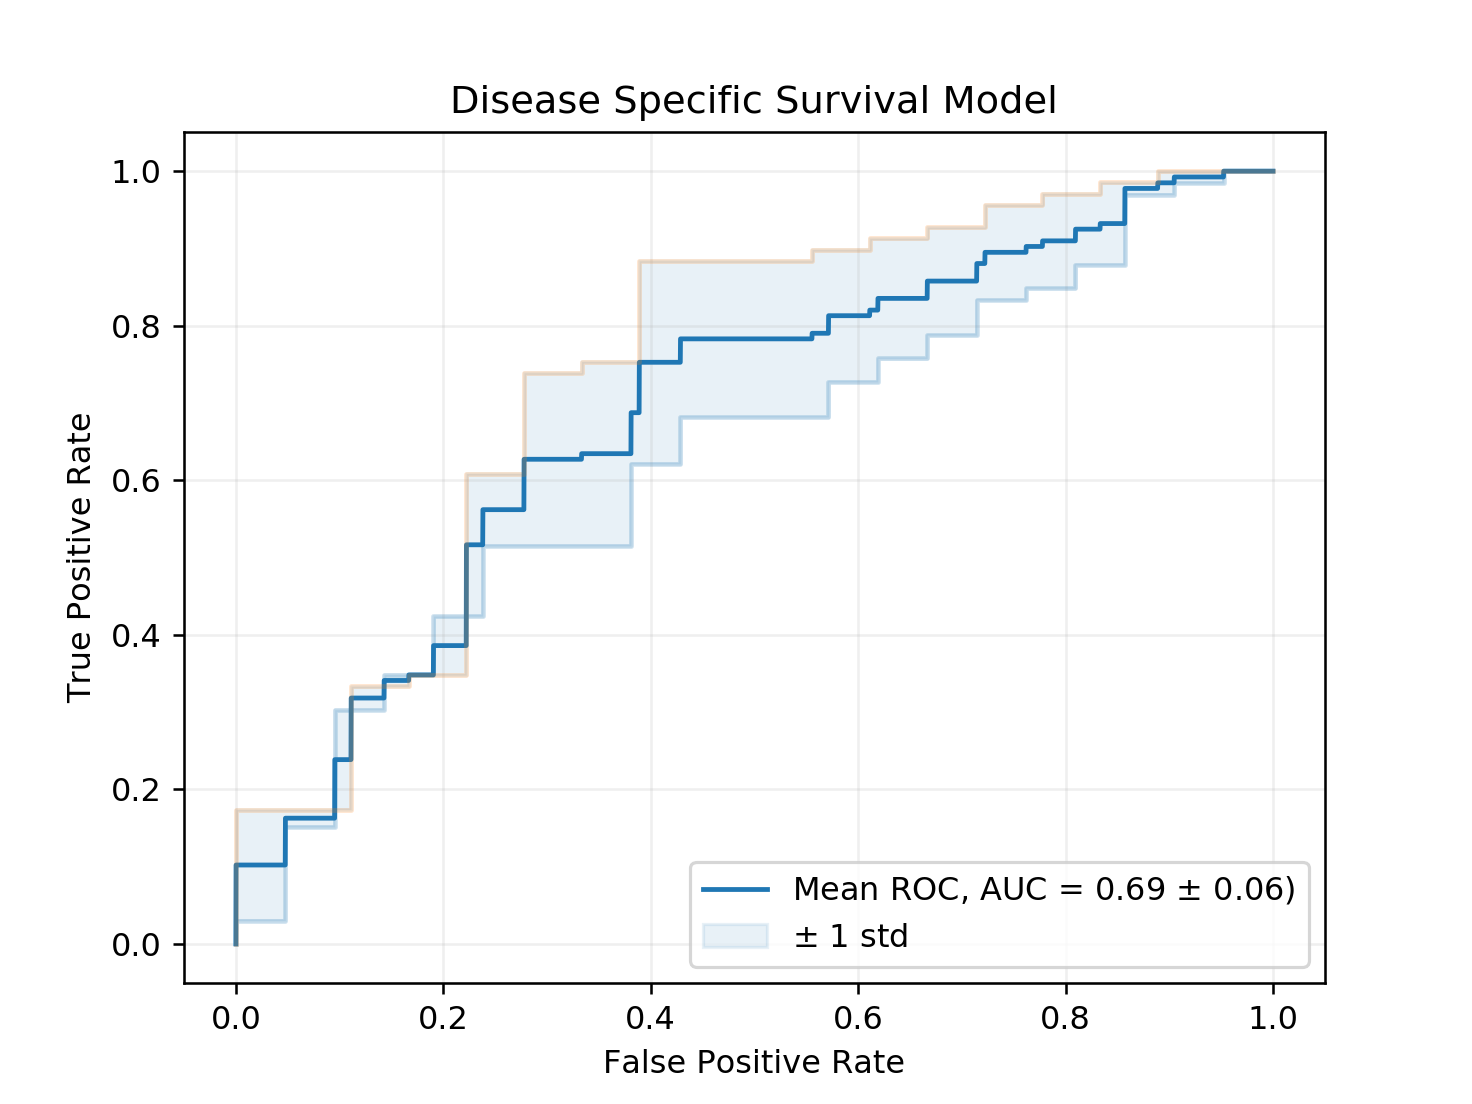 Disease Specific Survival Model
1.0
0.8
0.6
0.4
0.2
0.0
True Positive Rate
Mean ROC, AUC = 0.69 ± 0.06)
± 1 std
0.0 0.2 0.4 0.6 0.8 1.0
False Positive Rate